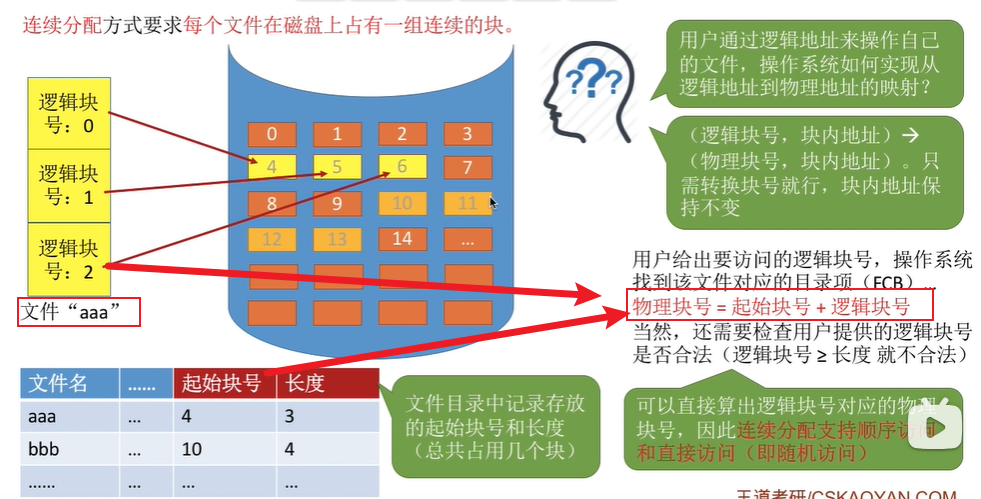 连续分配方式要求每个文件在磁盘上占有一组连续的块。
逻辑块
号：0
逻辑块
号：1
逻辑块
号：2
文件“aaa”
0 1 2 3
4 5 6 7
8 9 10 11
12 13 14 ...
???
用户通过逻辑地址来操作自己
的文件，操作系统如何实现从
逻辑地址到物理地址的映射？
（逻辑块号，块内地址）→
（物理块号，块内地址）。只
需转换块号就行，块内地址保
持不变
用户给出要访问的逻辑块号，操作系统
找到该文件对应的目录项（FCB）...
物理块号 = 起始块号 + 逻辑块号
当然，还需要检查用户提供的逻辑块号
是否合法（逻辑块号 ≥ 长度 就不合法）
文件名 …… 起始块号 长度
aaa ... 4 3
bbb ... 10 4
…… ... ... ...
文件目录中记录存放
的起始块号和长度
（总共占用几个块）
可以直接算出逻辑块号对应的物理
块号，因此连续分配支持顺序访问
和直接访问（即随机访问）
王道考研/CSKAOYAN.COM